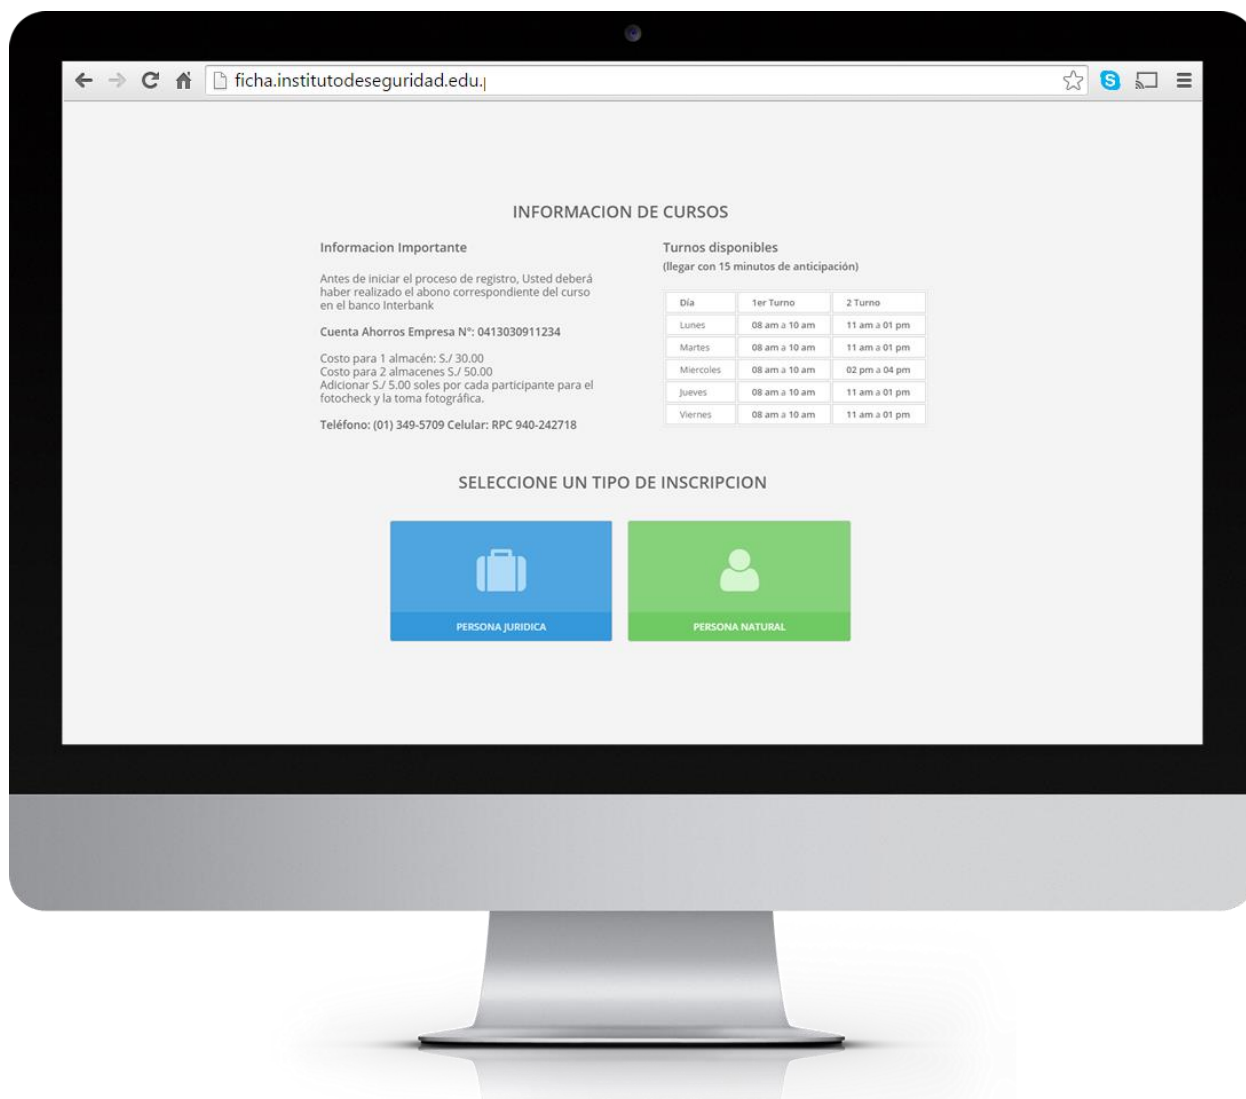 ficha.institutodeseguridad.edu.
INFORMACION DE CURSOS
Informacion Importante
Antes de iniciar el proceso de registro, Usted deberá
haber realizado el abono correspondiente del curso
en el banco Interbank
Cuenta Ahorros Empresa N°: 0413030911234
Costo para 1 almacén: S./ 30.00
Costo para 2 almacenes S./ 50.00
Adicionar S./ 5.00 soles por cada participante para el
fotocheck y la toma fotográfica.
Teléfono: (01) 349-5709 Celular: RPC 940-242718
Turnos disponibles
(llegar con 15 minutos de anticipación)
Día 1er Turno 2 Turno
Lunes 08 am a 10 am 11 am a 01 pm
Martes 08 am a 10 am 11 am a 01 pm
Miercoles 08 am a 10 am 02 pm a 04 pm
Jueves 08 am a 10 am 11 am a 01 pm
Viernes 08 am a 10 am 11 am a 01 pm
SELECCIONE UN TIPO DE INSCRIPCION
PERSONA JURIDICA
PERSONA NATURAL